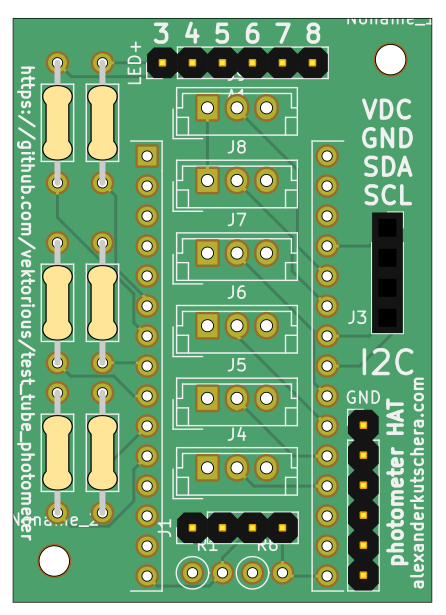 Noname_1
3 4 5 6 7 8
LED+
VDC
GND
SDA
SCL
J8
J7
J3
J6
J5
I2C
GND
J4
J1
R1
R6
Noname_2
https://github.com/vektorious/test_tube_photometer
photometer HAT
alexanderkutschera.com